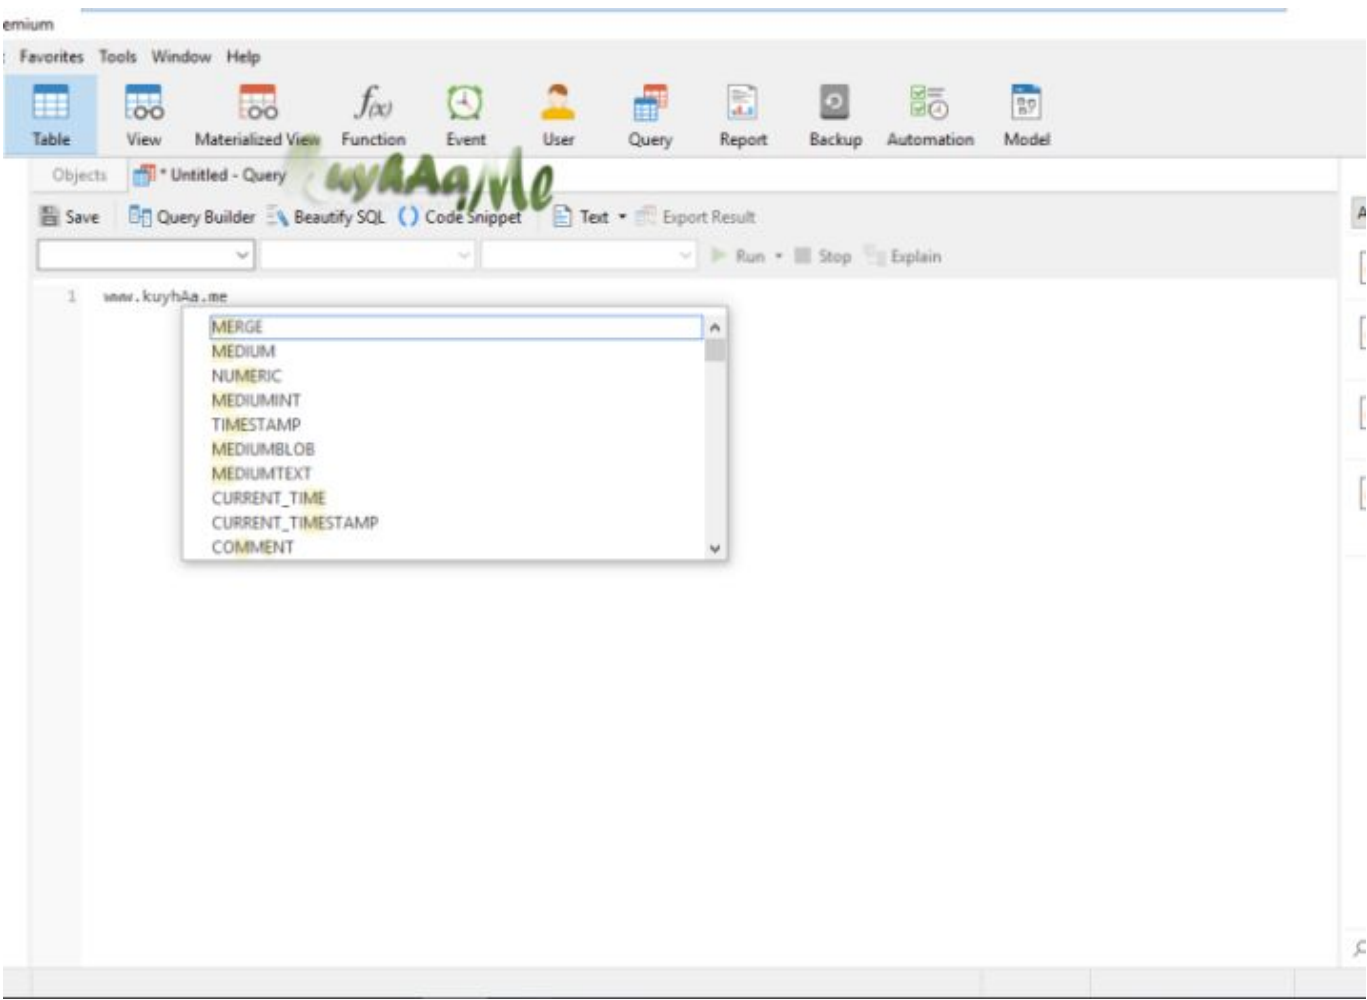 emium
Favorites Tools Window Help
Table View Materialized View Function Event User Query Report Backup Automation Model
Objects * Untitled - Query
kuyhAa.Me
Save Query Builder Beautify SQL () Code Snippet Text Export Result
Run Stop Explain
1 www.kuyhAa.me
MERGE
MEDIUM
NUMERIC
MEDIUMINT
TIMESTAMP
MEDIUMBLOB
MEDIUMTEXT
CURRENT_TIME
CURRENT_TIMESTAMP
COMMENT